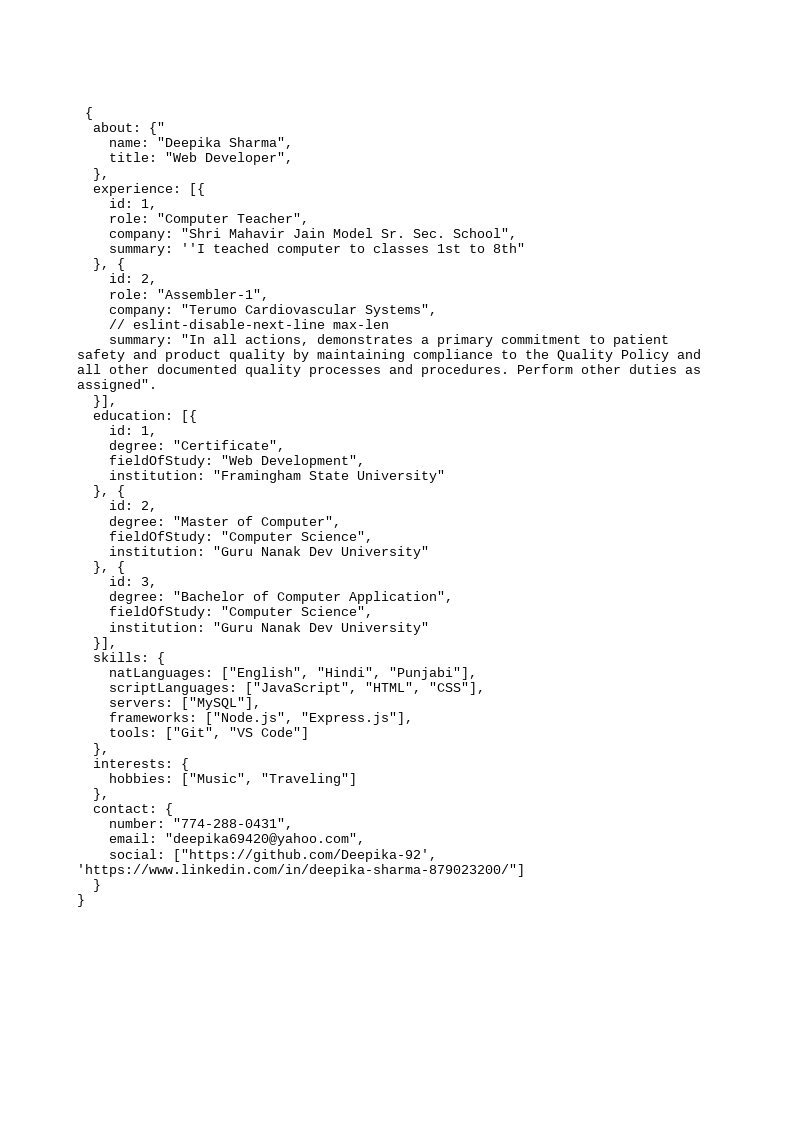 {
about: {"
name: "Deepika Sharma",
title: "Web Developer",
},
experience: [{
id: 1,
role: "Computer Teacher",
company: "Shri Mahavir Jain Model Sr. Sec. School",
summary: ''I teached computer to classes 1st to 8th"
}, {
id: 2,
role: "Assembler-1",
company: "Terumo Cardiovascular Systems",
// eslint-disable-next-line max-len
summary: "In all actions, demonstrates a primary commitment to patient
safety and product quality by maintaining compliance to the Quality Policy and
all other documented quality processes and procedures. Perform other duties as
assigned".
}],
education: [{
id: 1,
degree: "Certificate",
fieldOfStudy: "Web Development",
institution: "Framingham State University"
}, {
id: 2,
degree: "Master of Computer",
fieldOfStudy: "Computer Science",
institution: "Guru Nanak Dev University"
}, {
id: 3,
degree: "Bachelor of Computer Application",
fieldOfStudy: "Computer Science",
institution: "Guru Nanak Dev University"
}],
skills: {
natLanguages: ["English", "Hindi", "Punjabi"],
scriptLanguages: ["JavaScript", "HTML", "CSS"],
servers: ["MySQL"],
frameworks: ["Node.js", "Express.js"],
tools: ["Git", "VS Code"]
},
interests: {
hobbies: ["Music", "Traveling"]
},
contact: {
number: "774-288-0431",
email: "deepika69420@yahoo.com",
social: ["https://github.com/Deepika-92',
'https://www.linkedin.com/in/deepika-sharma-879023200/"]
}
}